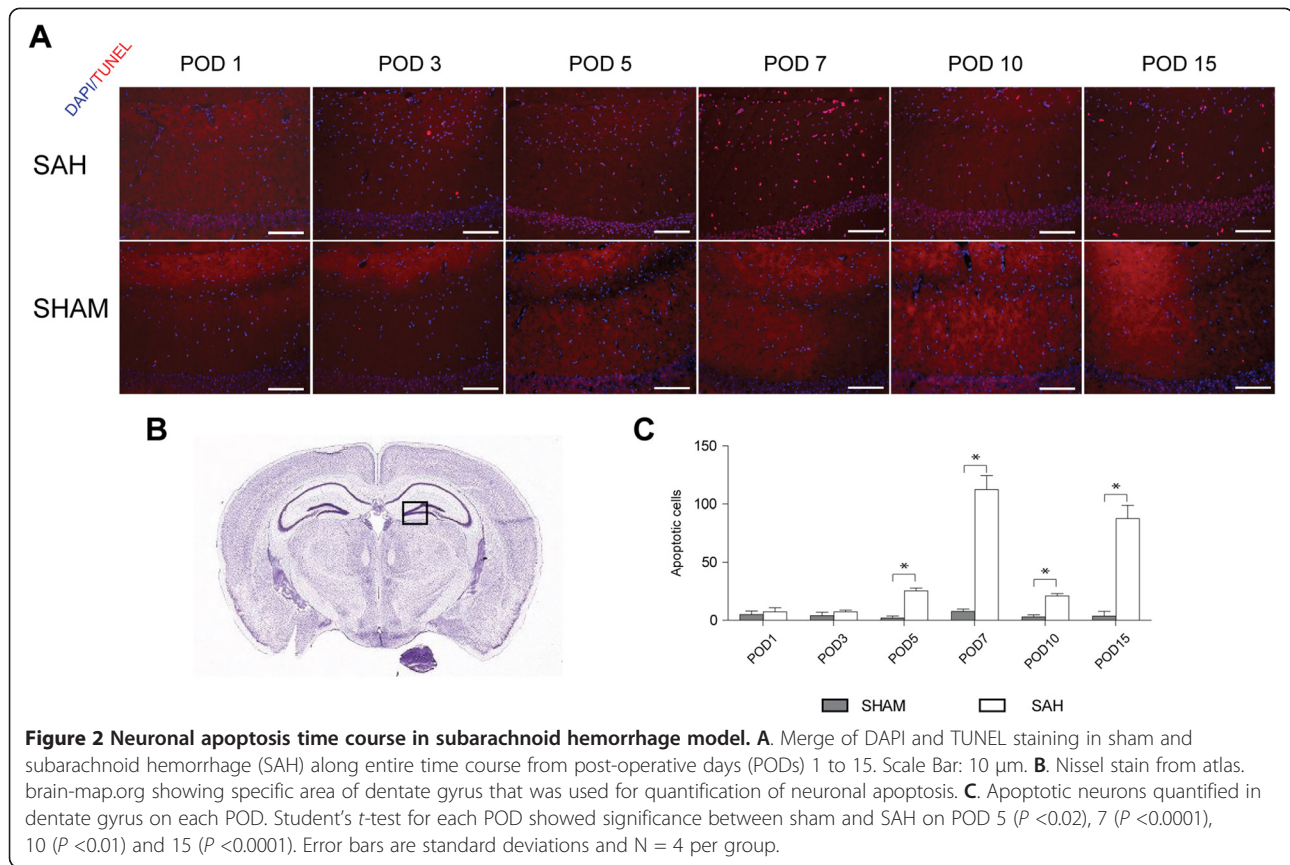 A
DAPI/TUNEL
POD 1 POD 3 POD 5 POD 7 POD 10 POD 15
SAH
SHAM
B
C
150
100
50
0
Apoptotic cells
* * * *
POD1 POD3 POD5 POD7 POD10 POD15
SHAM SAH
Figure 2 Neuronal apoptosis time course in subarachnoid hemorrhage model. A. Merge of DAPI and TUNEL staining in sham and
subarachnoid hemorrhage (SAH) along entire time course from post-operative days (PODs) 1 to 15. Scale Bar: 10 μm. B. Nissel stain from atlas.
brain-map.org showing specific area of dentate gyrus that was used for quantification of neuronal apoptosis. C. Apoptotic neurons quantified in
dentate gyrus on each POD. Student's t-test for each POD showed significance between sham and SAH on POD 5 (P <0.02), 7 (P <0.0001),
10 (P <0.01) and 15 (P <0.0001). Error bars are standard deviations and N = 4 per group.